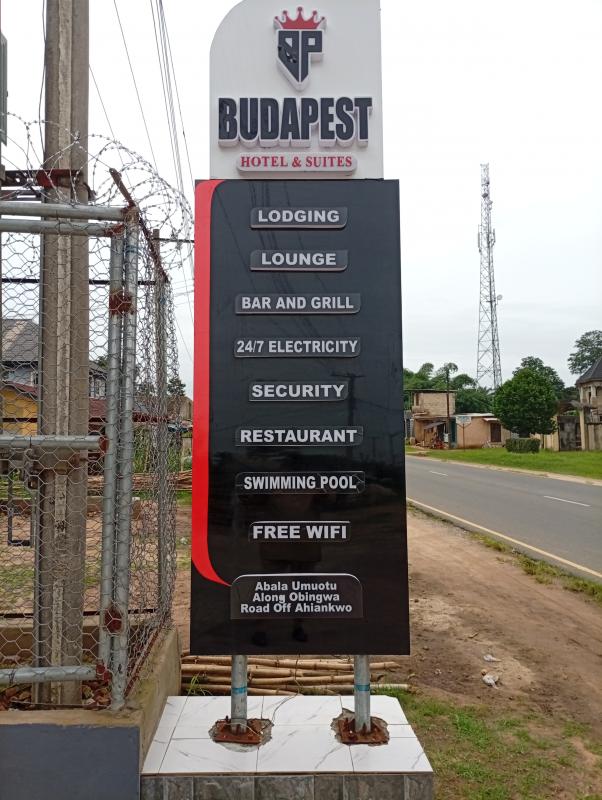 BP
BUDAPEST
HOTEL & SUITES
LODGING
LOUNGE
BAR AND GRILL
24/7 ELECTRICITY
SECURITY
RESTAURANT
SWIMMING POOL
FREE WIFI
Abala Umuotu
Along Obingwa
Road Off Ahiankwo